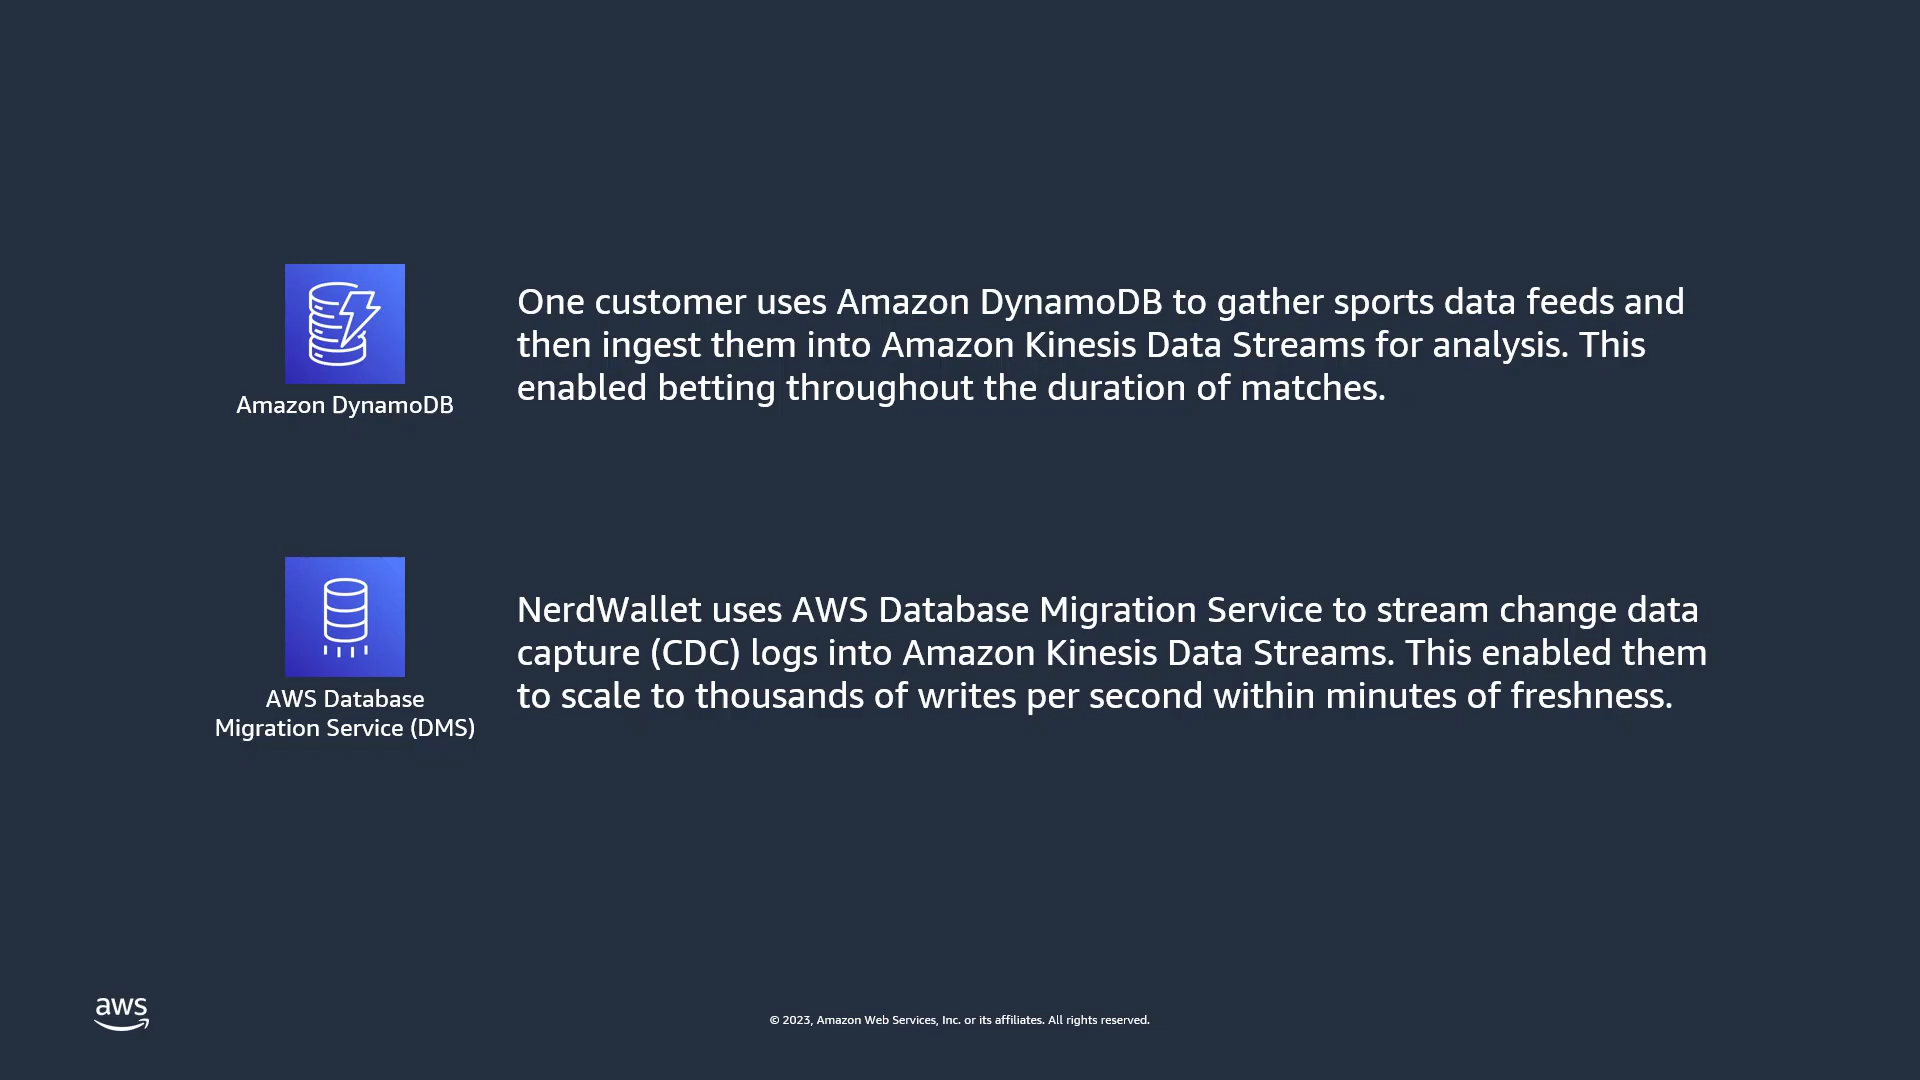 Amazon DynamoDB
One customer uses Amazon DynamoDB to gather sports data feeds and
then ingest them into Amazon Kinesis Data Streams for analysis. This
enabled betting throughout the duration of matches.
AWS Database
Migration Service (DMS)
NerdWallet uses AWS Database Migration Service to stream change data
capture (CDC) logs into Amazon Kinesis Data Streams. This enabled them
to scale to thousands of writes per second within minutes of freshness.
aws
© 2023, Amazon Web Services, Inc. or its affiliates. All rights reserved.